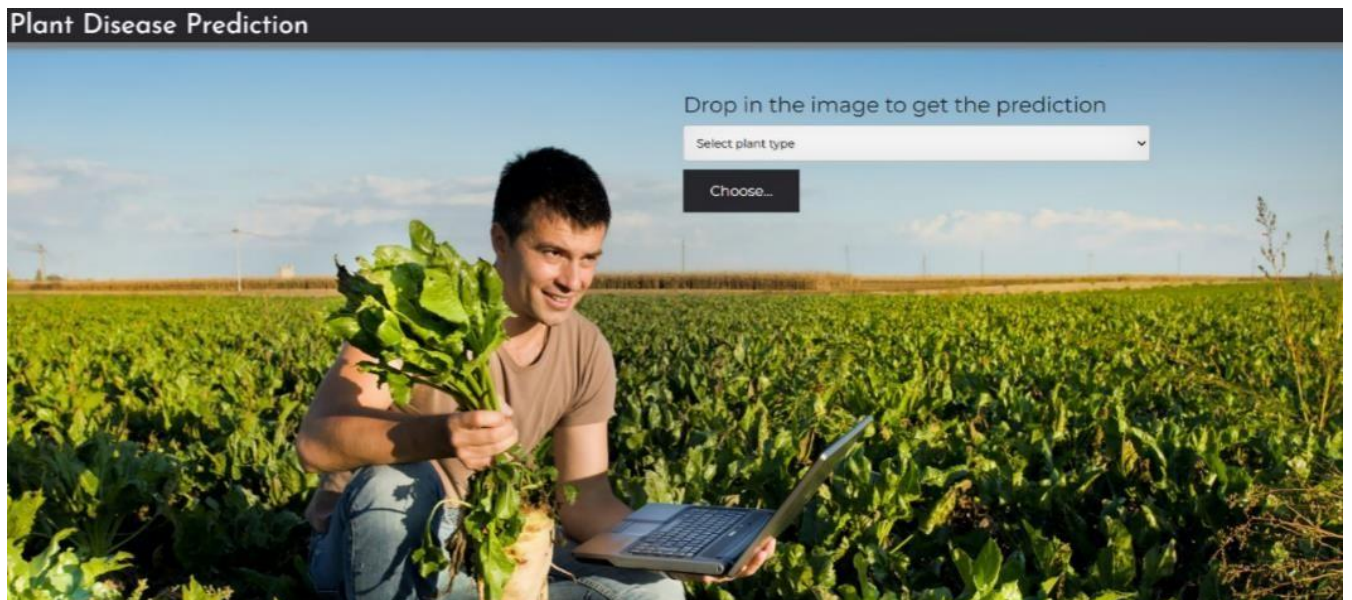 Plant Disease Prediction
Drop in the image to get the prediction
Select plant type
Choose...